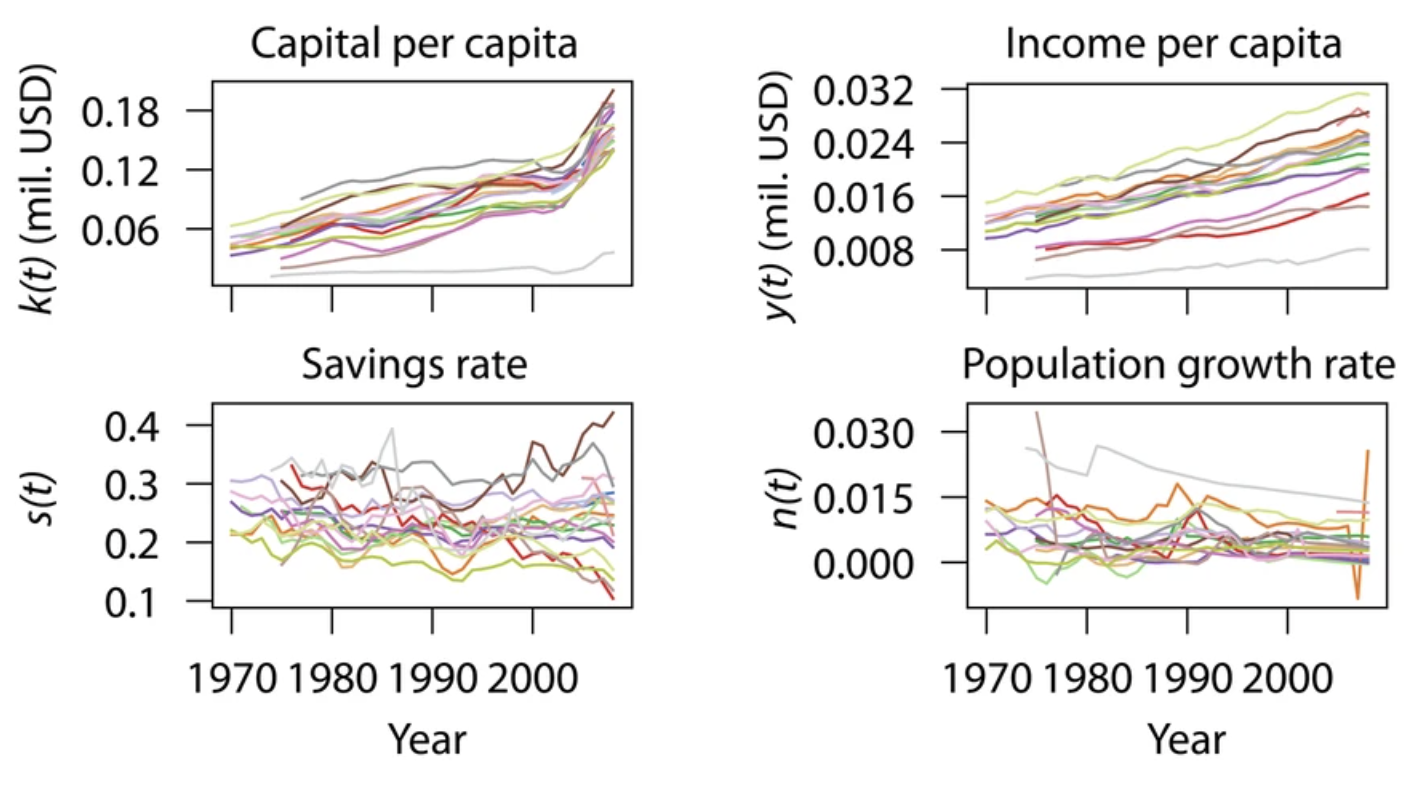 Capital per capita
k(t) (mil. USD)
0.18
0.12
0.06
Income per capita
y(t) (mil. USD)
0.032
0.024
0.016
0.008
Savings rate
s(t)
0.4
0.3
0.2
0.1
1970 1980 1990 2000
Year
Population growth rate
n(t)
0.030
0.015
0.000
1970 1980 1990 2000
Year